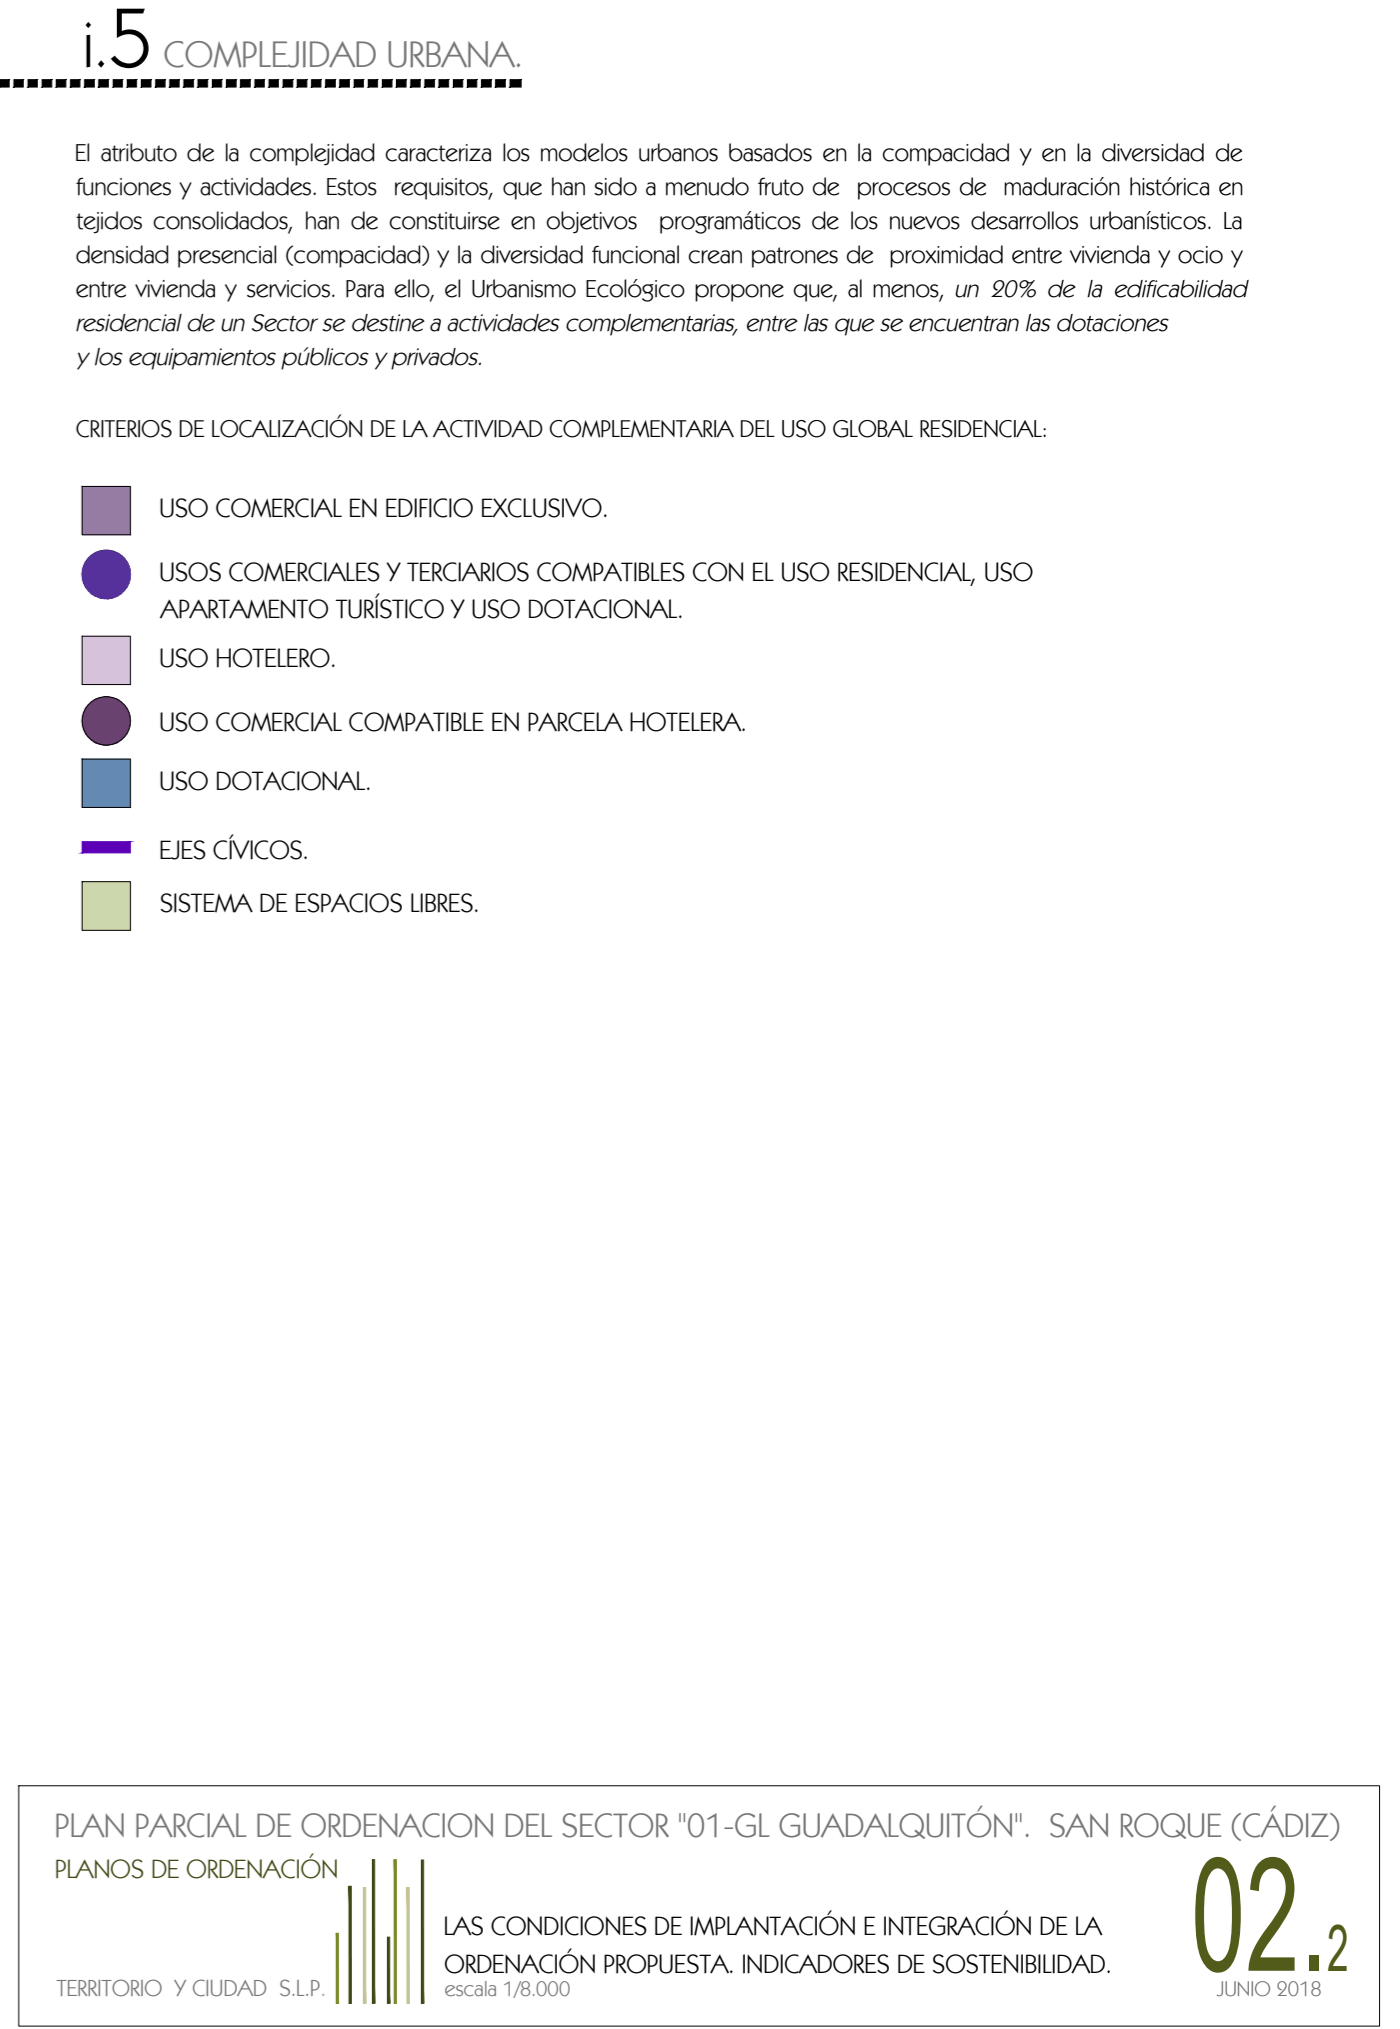 i.5 COMPLEJIDAD URBANA.
El atributo de la complejidad caracteriza los modelos urbanos basados en la compacidad y en la diversidad de
funciones y actividades. Estos requisitos, que han sido a menudo fruto de procesos de maduración histórica en
tejidos consolidados, han de constituirse en objetivos programáticos de los nuevos desarrollos urbanísticos. La
densidad presencial (compacidad) y la diversidad funcional crean patrones de proximidad entre vivienda y ocio y
entre vivienda y servicios. Para ello, el Urbanismo Ecológico propone que, al menos, un 20% de la edificabilidad
residencial de un Sector se destine a actividades complementarias, entre las que se encuentran las dotaciones
y los equipamientos públicos y privados.
CRITERIOS DE LOCALIZACIÓN DE LA ACTIVIDAD COMPLEMENTARIA DEL USO GLOBAL RESIDENCIAL:
USO COMERCIAL EN EDIFICIO EXCLUSIVO.
USOS COMERCIALES Y TERCIARIOS COMPATIBLES CON EL USO RESIDENCIAL, USO
APARTAMENTO TURÍSTICO Y USO DOTACIONAL.
USO HOTELERO.
USO COMERCIAL COMPATIBLE EN PARCELA HOTELERA.
USO DOTACIONAL.
EJES CÍVICOS.
SISTEMA DE ESPACIOS LIBRES.
PLAN PARCIAL DE ORDENACION DEL SECTOR "01-GL GUADALQUITÓN". SAN ROQUE (CÁDIZ)
PLANOS DE ORDENACIÓN
LAS CONDICIONES DE IMPLANTACIÓN E INTEGRACIÓN DE LA
ORDENACIÓN PROPUESTA. INDICADORES DE SOSTENIBILIDAD.
02.2
TERRITORIO Y CIUDAD S.L.P.
escala 1/8.000
JUNIO 2018